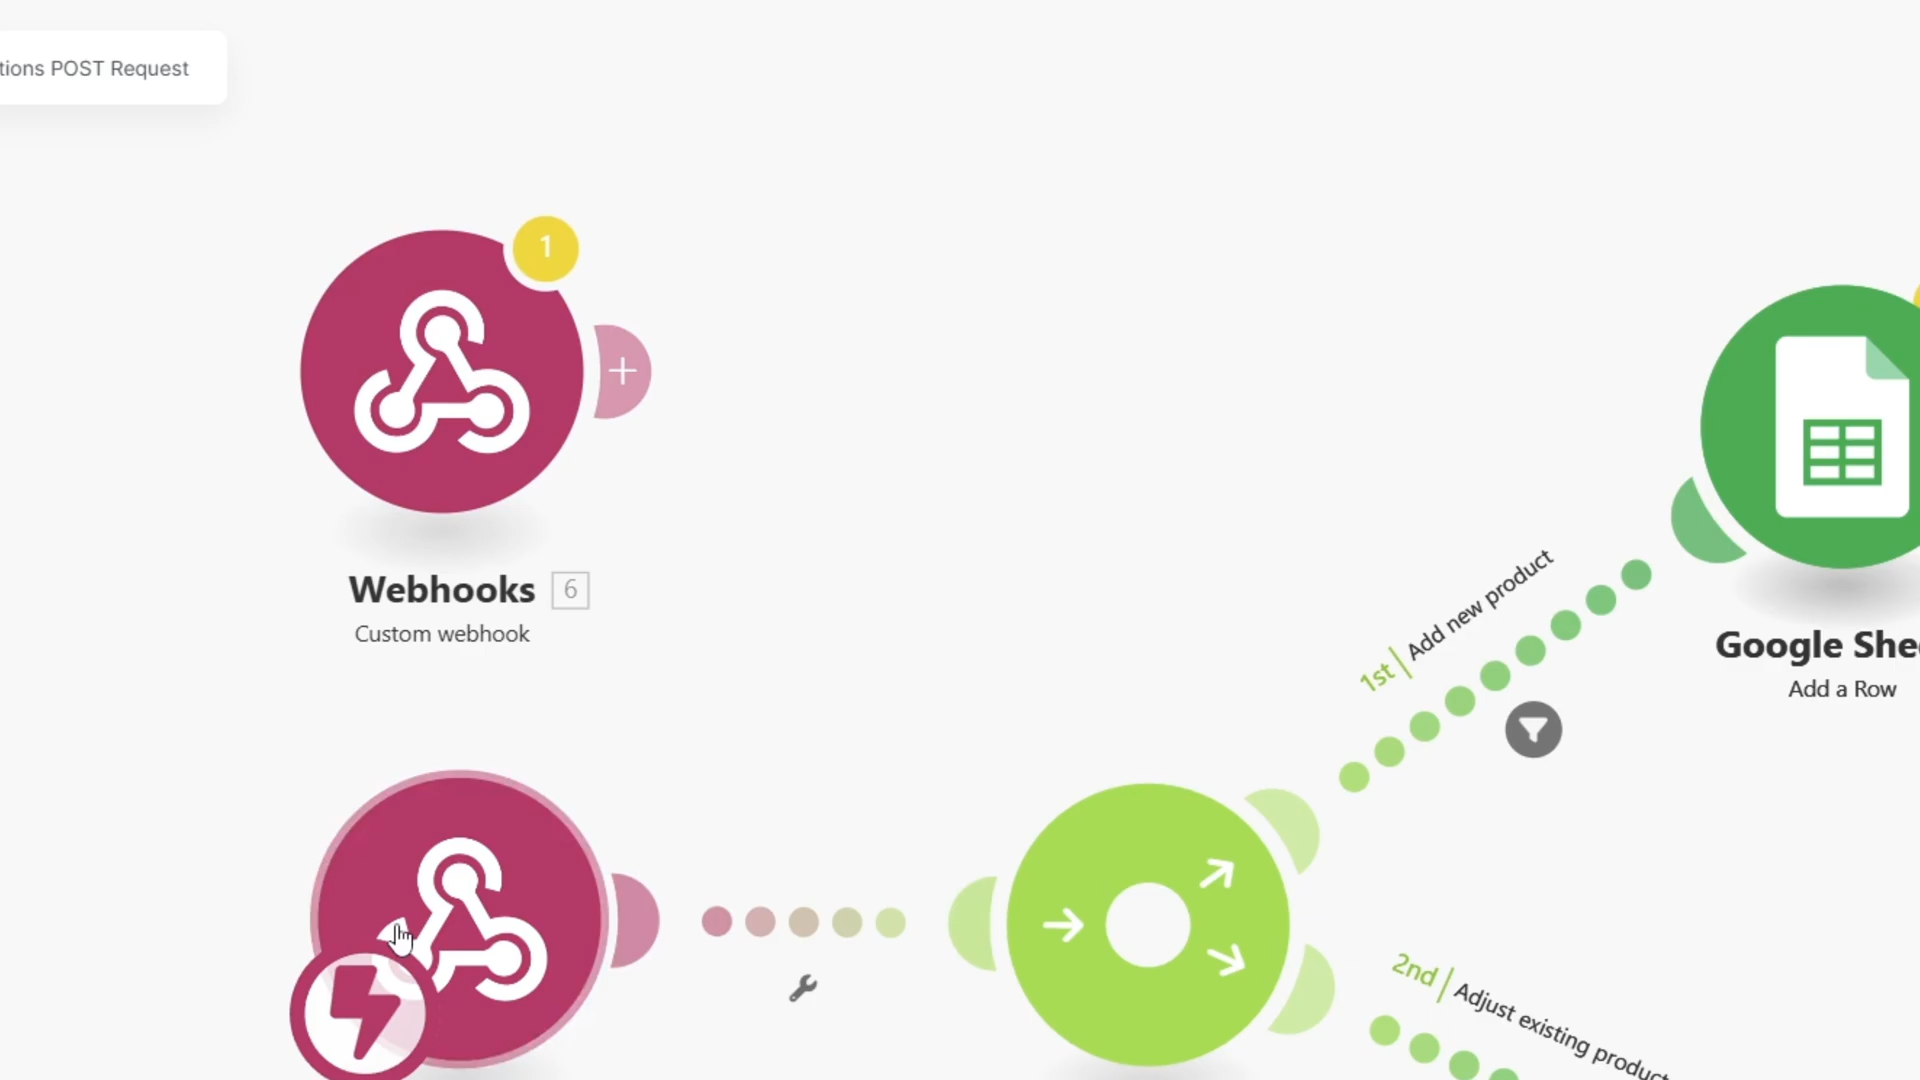 tions POST Request
1
Webhooks 6
Custom webhook
1st | Add new product
Google She
Add a Row
2nd | Adjust existing product